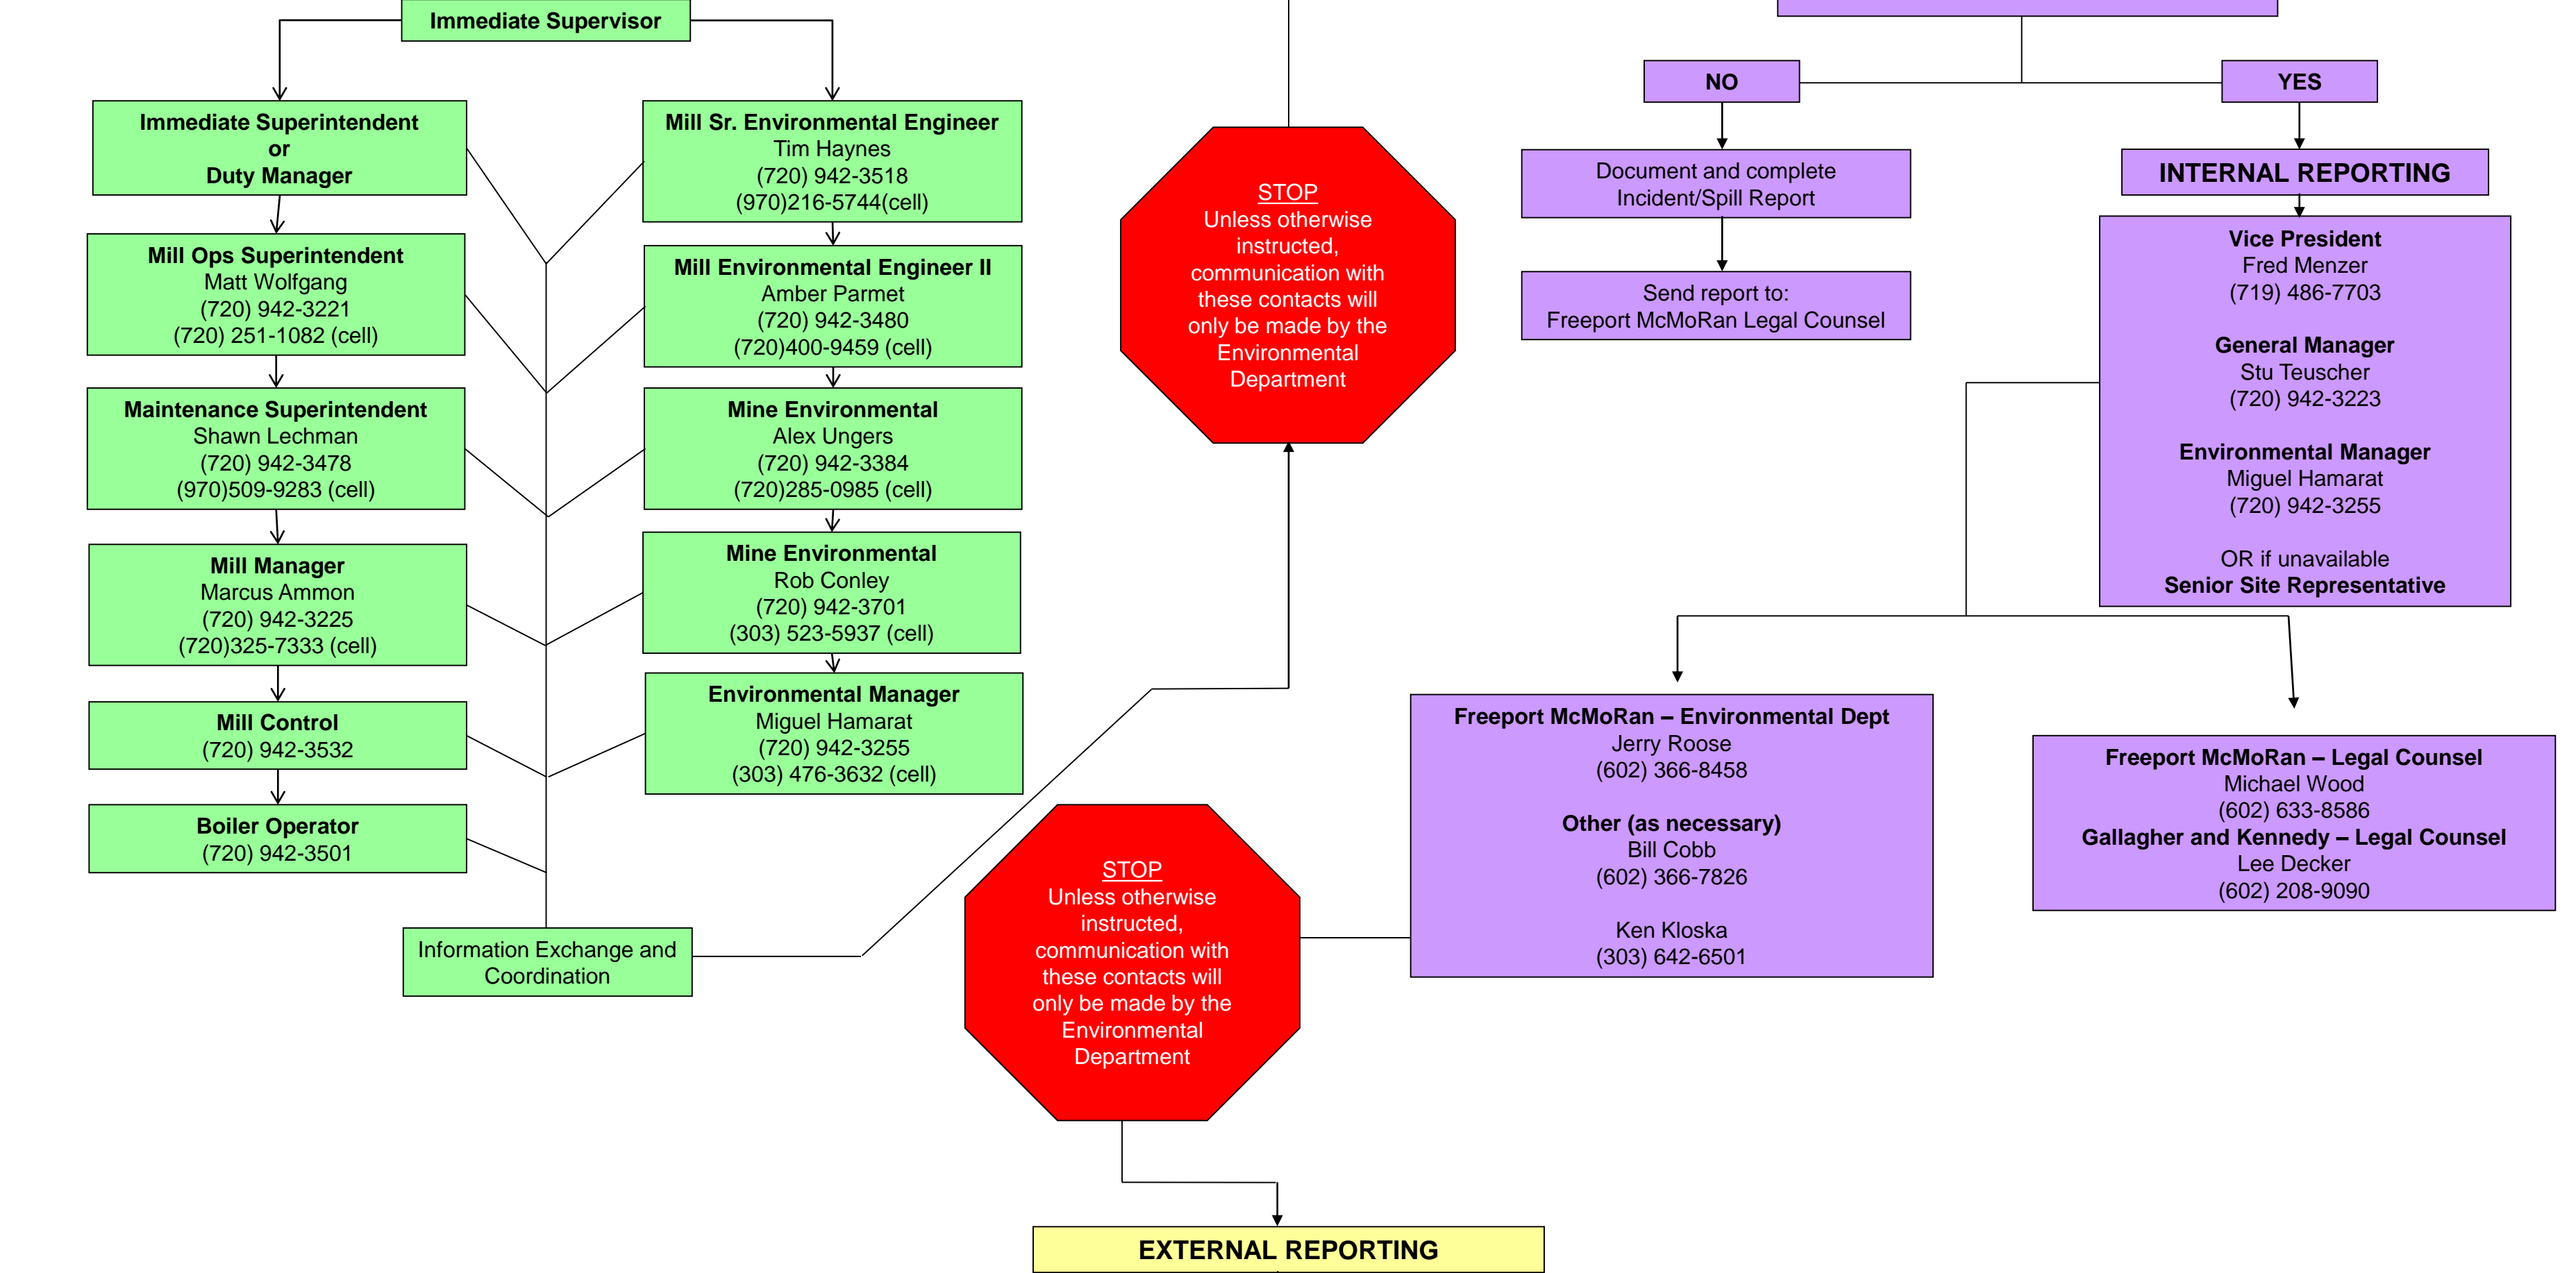 Immediate Supervisor
Immediate Superintendent
or
Duty Manager
Mill Ops Superintendent
Matt Wolfgang
(720) 942-3221
(720) 251-1082 (cell)
Maintenance Superintendent
Shawn Lechman
(720) 942-3478
(970)509-9283 (cell)
Mill Manager
Marcus Ammon
(720) 942-3225
(720)325-7333 (cell)
Mill Control
(720) 942-3532
Boiler Operator
(720) 942-3501
Mill Sr. Environmental Engineer
Tim Haynes
(720) 942-3518
(970)216-5744(cell)
Mill Environmental Engineer II
Amber Parmet
(720) 942-3480
(720)400-9459 (cell)
Mine Environmental
Alex Ungers
(720) 942-3384
(720)285-0985 (cell)
Mine Environmental
Rob Conley
(720) 942-3701
(303) 523-5937 (cell)
Environmental Manager
Miguel Hamarat
(720) 942-3255
(303) 476-3632 (cell)
Information Exchange and
Coordination
STOP
Unless otherwise
instructed,
communication with
these contacts will
only be made by the
Environmental
Department
NO
Document and complete
Incident/Spill Report
Send report to:
Freeport McMoRan Legal Counsel
YES
INTERNAL REPORTING
Vice President
Fred Menzer
(719) 486-7703
General Manager
Stu Teuscher
(720) 942-3223
Environmental Manager
Miguel Hamarat
(720) 942-3255
OR if unavailable
Senior Site Representative
Freeport McMoRan – Environmental Dept
Jerry Roose
(602) 366-8458
Other (as necessary)
Bill Cobb
(602) 366-7826
Ken Kloska
(303) 642-6501
Freeport McMoRan – Legal Counsel
Michael Wood
(602) 633-8586
Gallagher and Kennedy – Legal Counsel
Lee Decker
(602) 208-9090
STOP
Unless otherwise
instructed,
communication with
these contacts will
only be made by the
Environmental
Department
EXTERNAL REPORTING